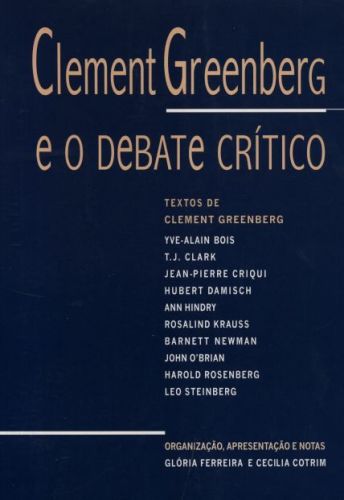 Clement Greenberg
e o debate crítico
TEXTOS DE
CLEMENT GREENBERG
YVE-ALAIN BOIS
T.J. CLARK
JEAN-PIERRE CRIQUI
HUBERT DAMISCH
ANN HINDRY
ROSALIND KRAUSS
BARNETT NEWMAN
JOHN O'BRIAN
HAROLD ROSENBERG
LEO STEINBERG
ORGANIZAÇÃO, APRESENTAÇÃO E NOTAS
GLÓRIA FERREIRA E CECILIA COTRIM